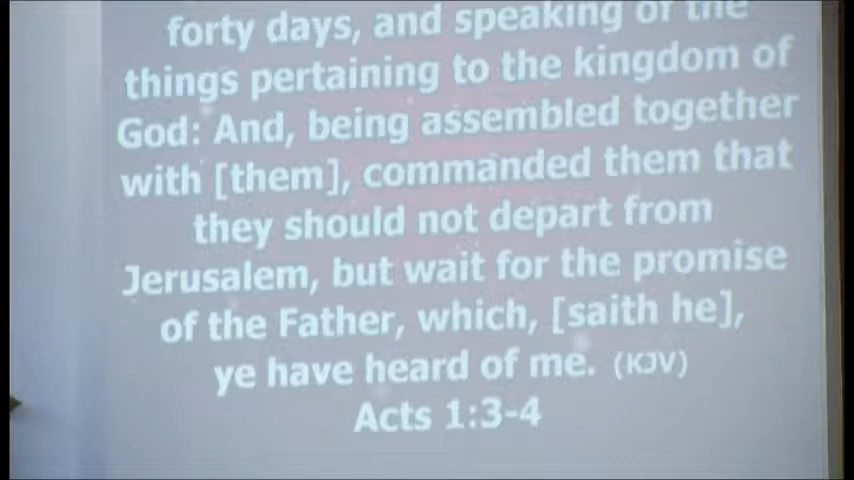 forty days, and speaking of the
things pertaining to the kingdom of
God: And, being assembled together
with [them], commanded them that
they should not depart from
Jerusalem, but wait for the promise
of the Father, which, [saith he],
ye have heard of me. (KJV)
Acts 1:3-4